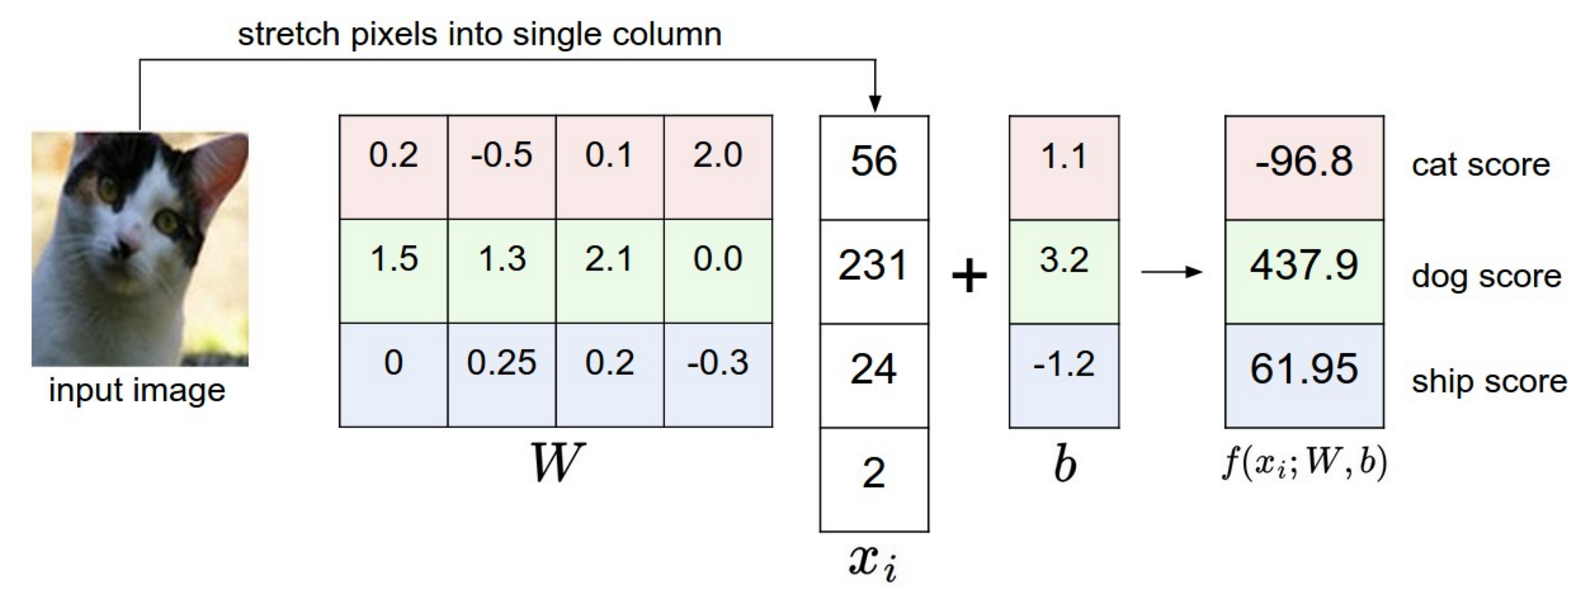 stretch pixels into single column
0.2 -0.5 0.1 2.0 56 1.1 -96.8 cat score
1.5 1.3 2.1 0.0 231 + 3.2 437.9 dog score
0 0.25 0.2 -0.3 24 -1.2 61.95 ship score
input image
W b f(x_i; W, b)
2
x_i